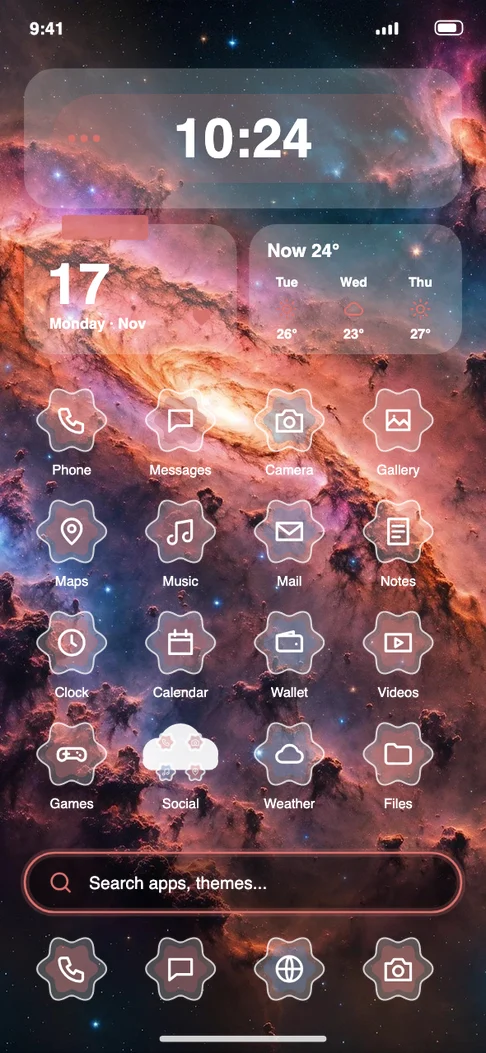 9:41
10:24
17
Monday · Nov
Now 24°
Tue Wed Thu
26° 23° 27°
Phone Messages Camera Gallery
Maps Music Mail Notes
Clock Calendar Wallet Videos
Games Social Weather Files
Search apps, themes...